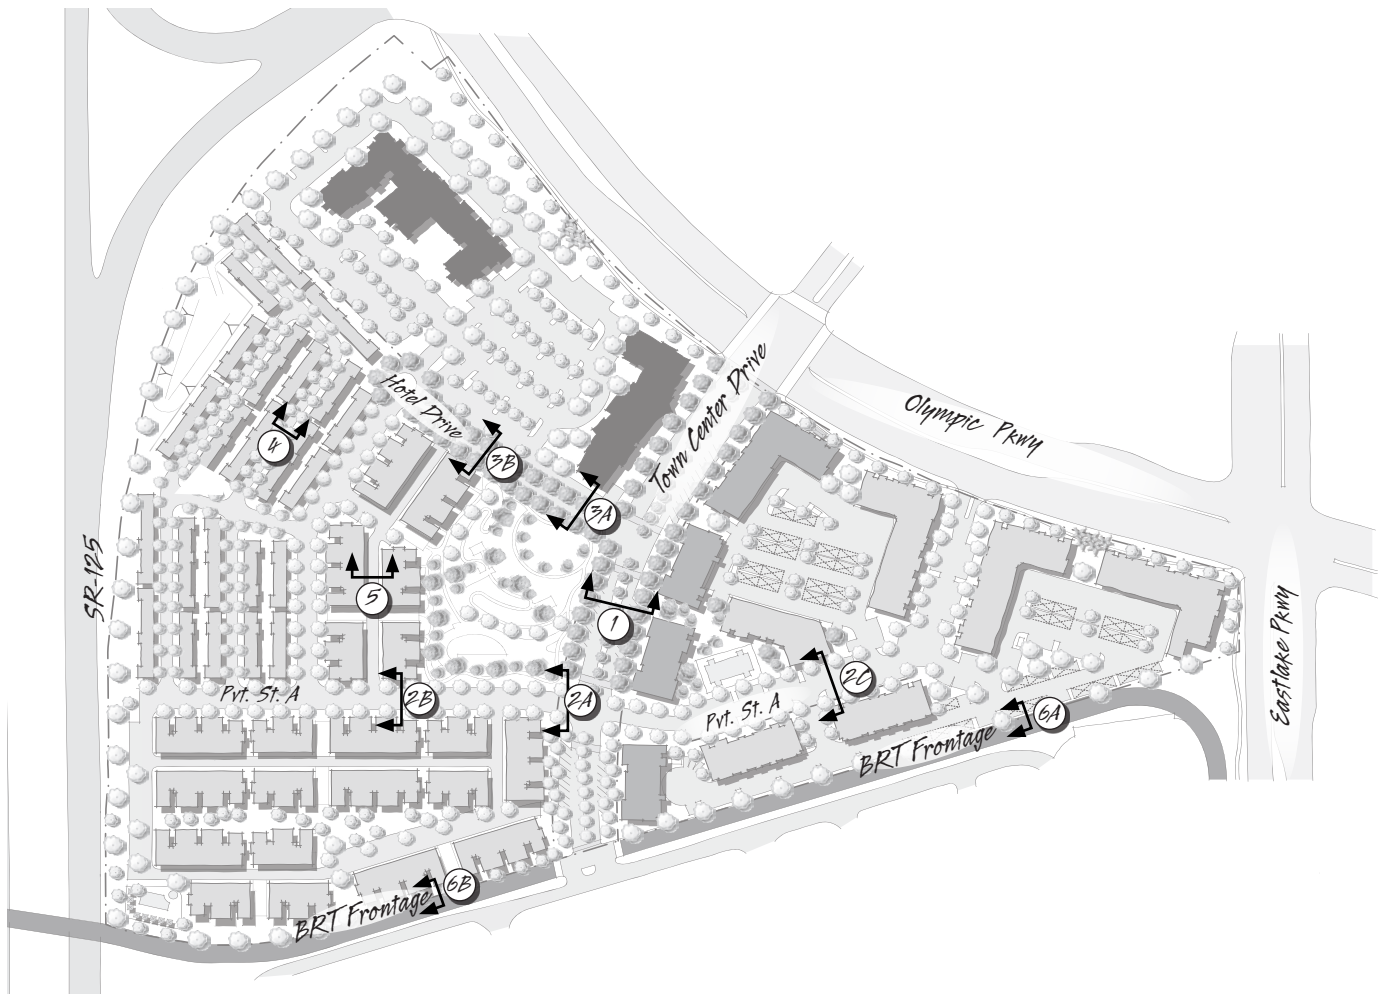 Hotel Drive
Town Center Drive
Olympic Pkwy
4
3B
3A
SR-125
5
1
Eastlake Pkwy
Pvt. St. A
2B
2A
Pvt. St. A
2C
6A
BRT Frontage
6B
BRT Frontage